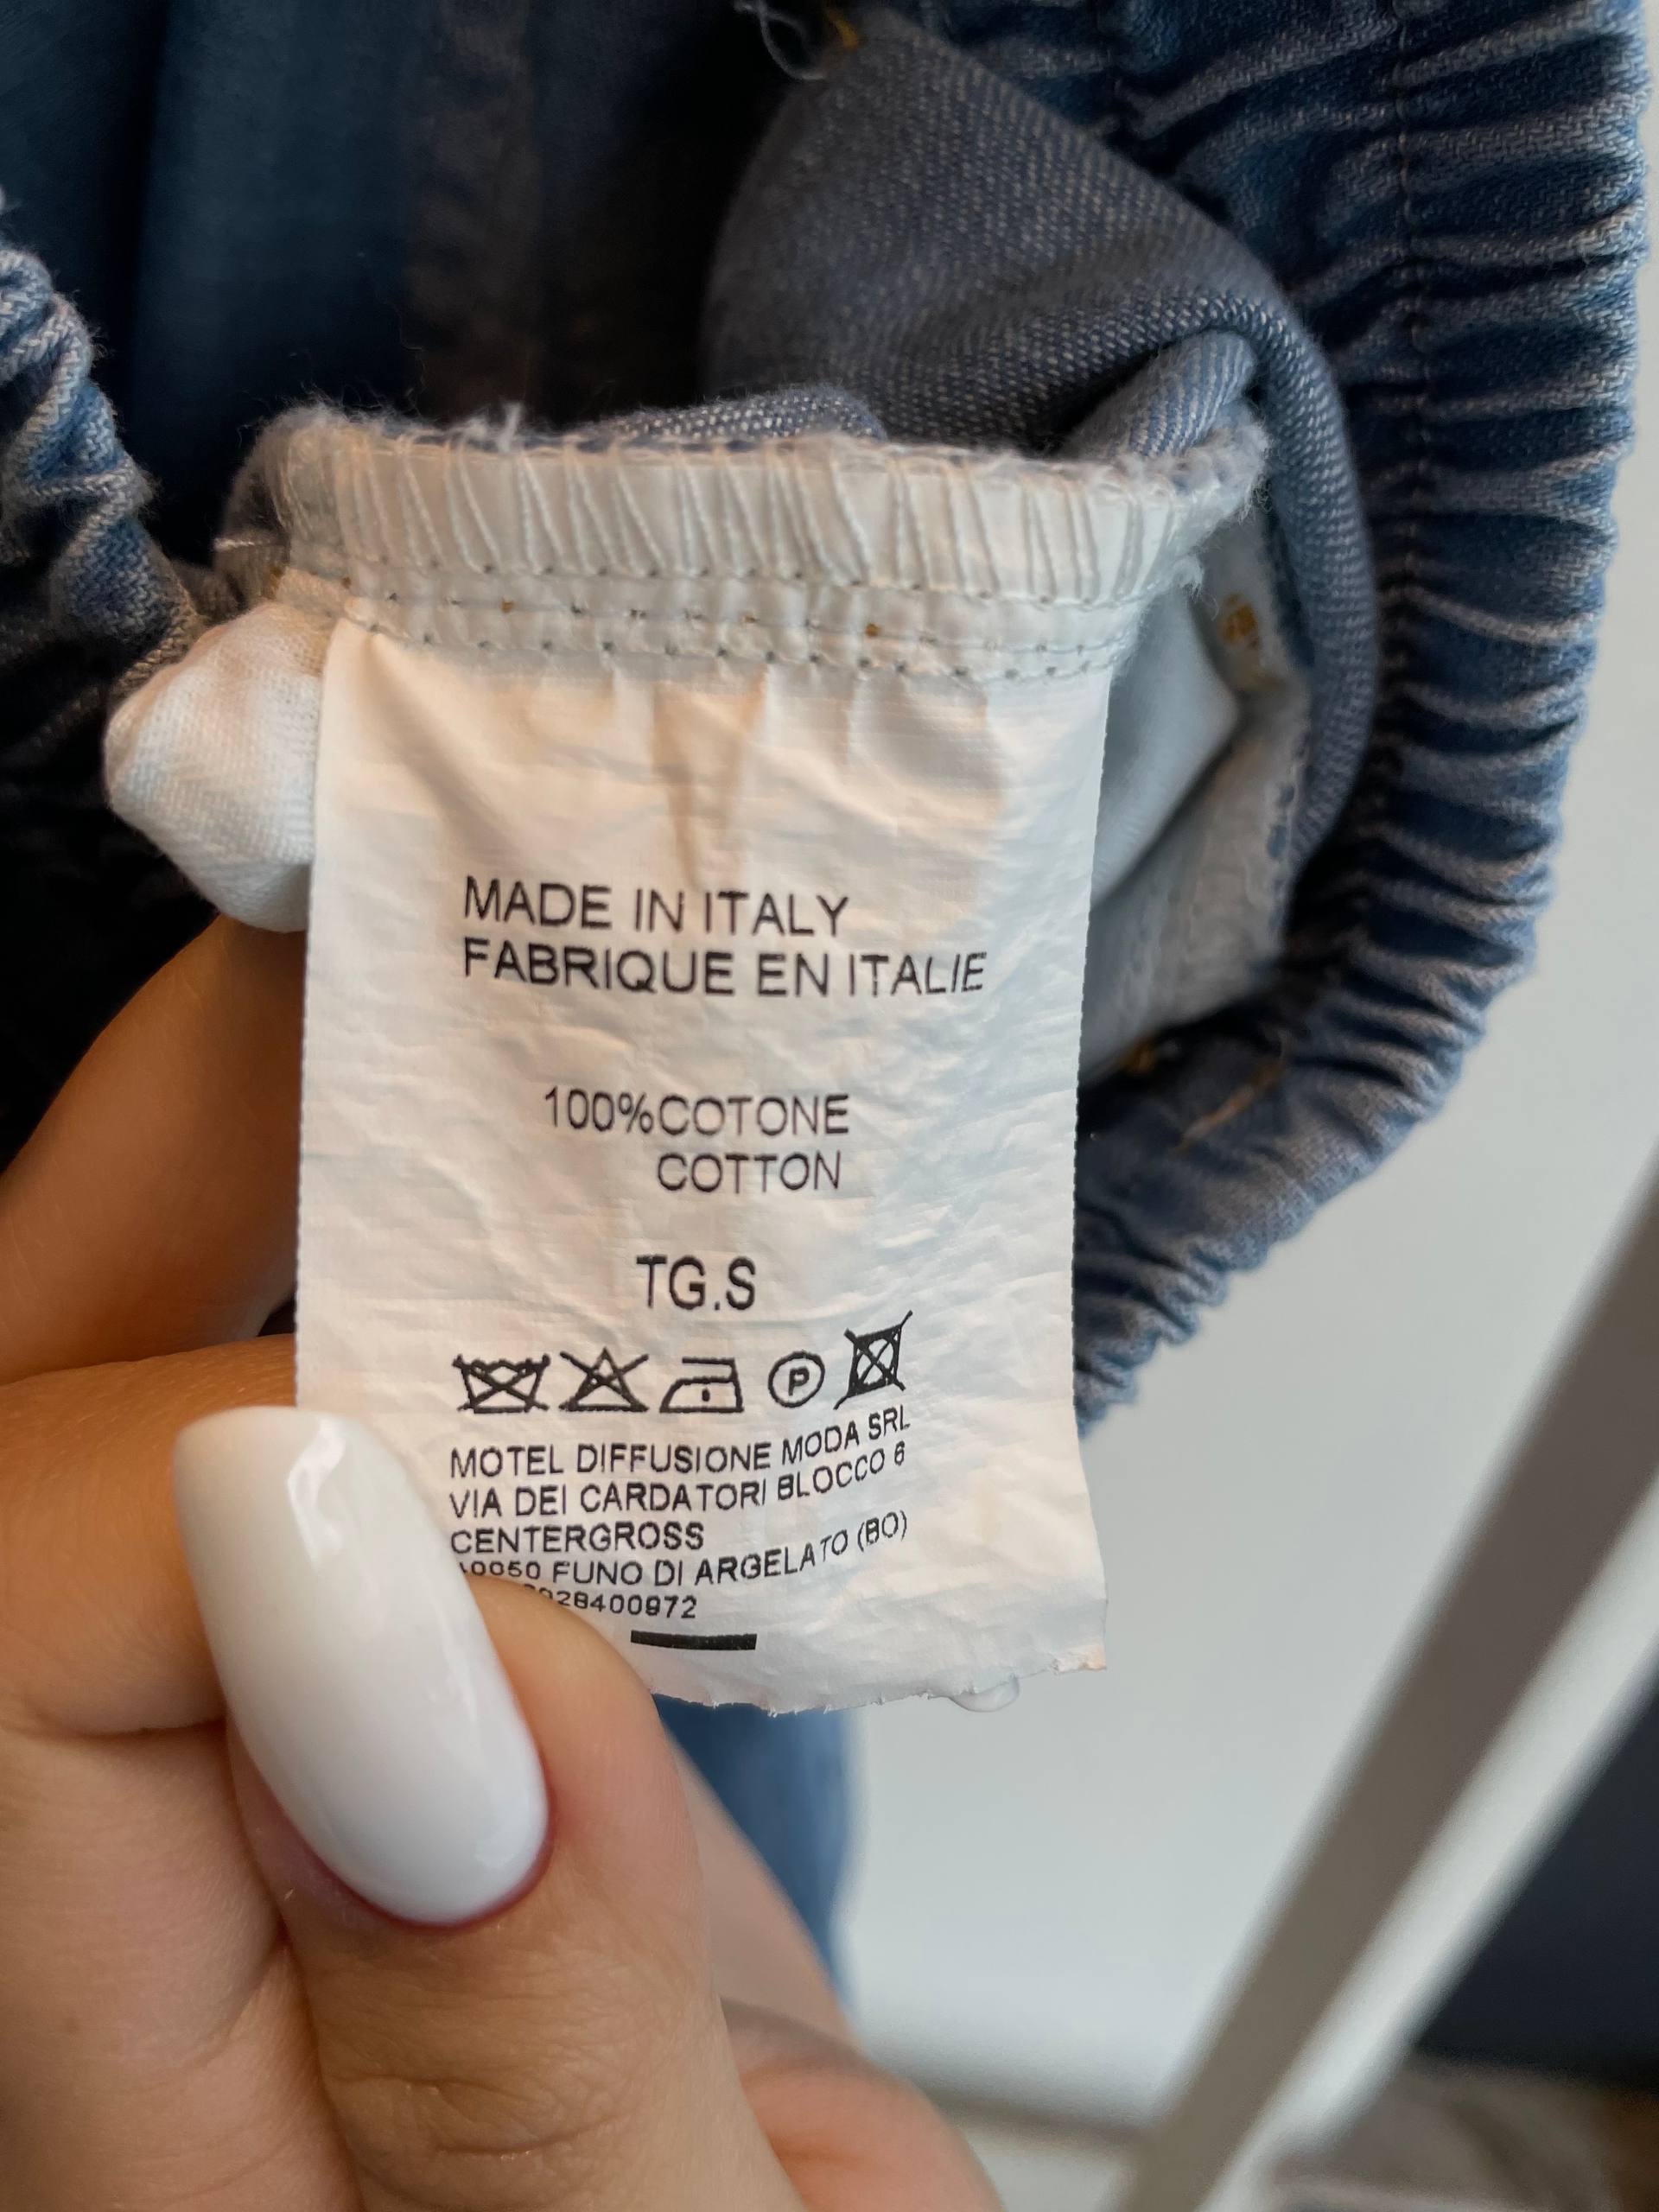 MADE IN ITALY
FABRIQUE EN ITALIE
100%COTONE
COTTON
TG.S
P
MOTEL DIFFUSIONE MODA SRL
VIA DEI CARDATORI BLOCCO 6
CENTERGROSS
FUNO DI ARGELATO (BO)